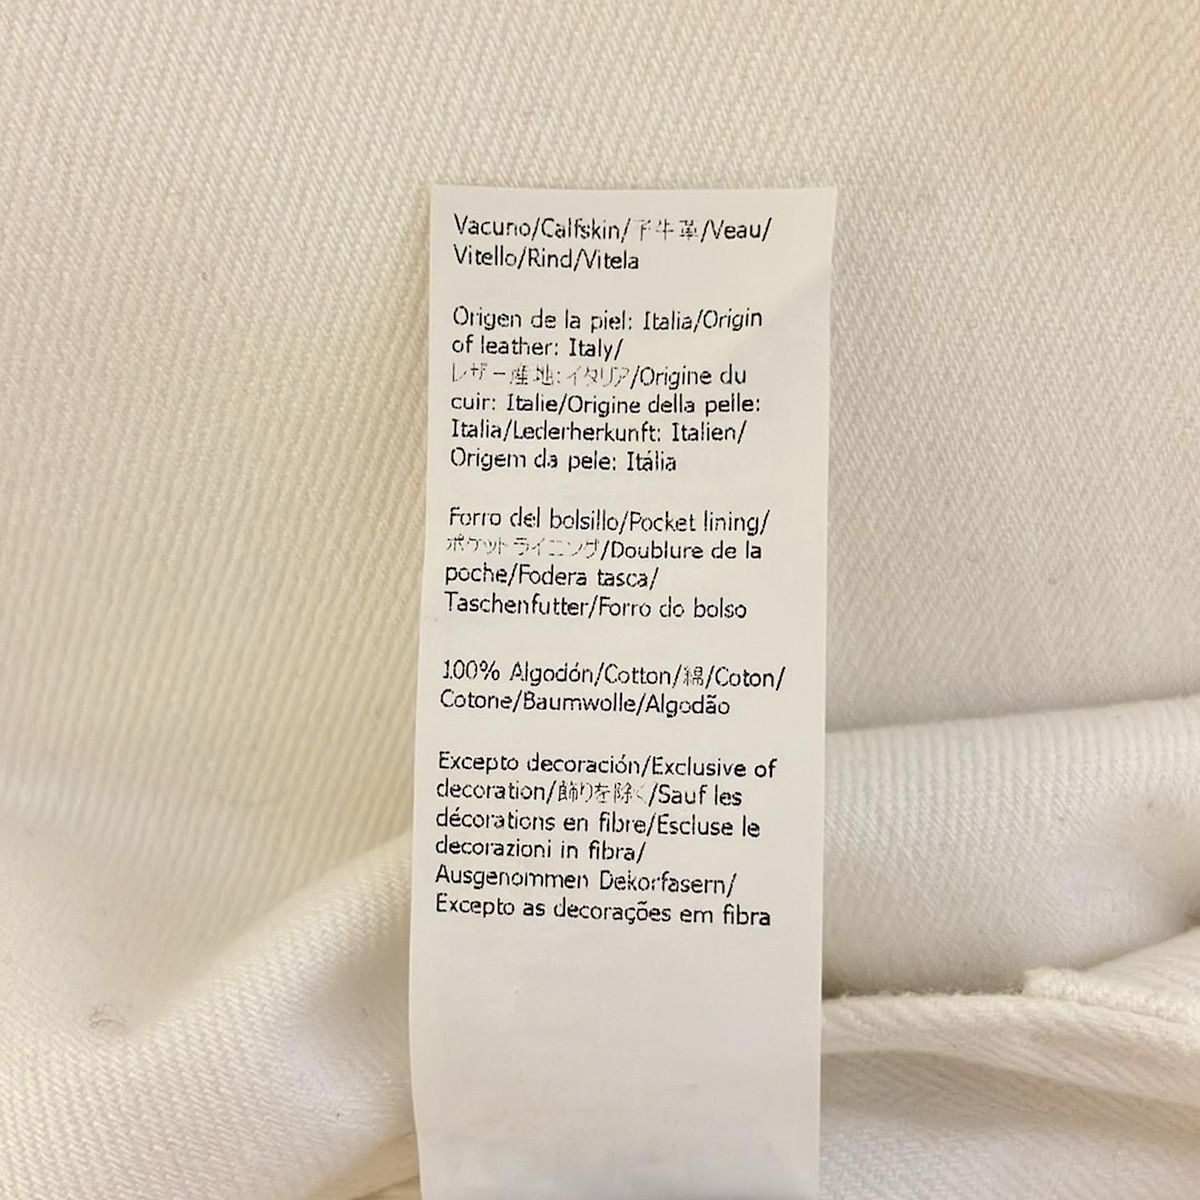 Vacuno/Calfskin/子牛革/Veau/
Vitello/Rind/Vitela
Origen de la piel: Italia/Origin
of leather: Italy/
レザー産地:イタリア/Origine du
cuir: Italie/Origine della pelle:
Italia/Lederherkunft: Italien/
Origem da pele: Itália
Forro del bolsillo/Pocket lining/
ポケットライニング/Doublure de la
poche/Fodera tasca/
Taschenfutter/Forro do bolso
100% Algodón/Cotton/綿/Coton/
Cotone/Baumwolle/Algodão
Excepto decoración/Exclusive of
decoration/飾りを除く/Sauf les
décorations en fibre/Escluse le
decorazioni in fibra/
Ausgenommen Dekorfasern/
Excepto as decorações em fibra